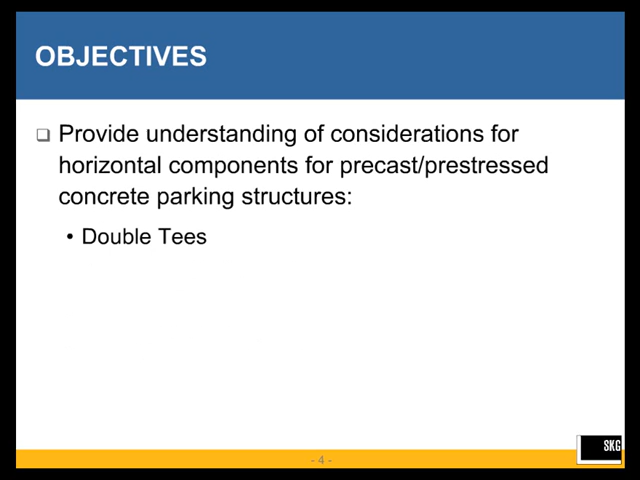 OBJECTIVES
❑ Provide understanding of considerations for
horizontal components for precast/prestressed
concrete parking structures:
• Double Tees
- 4 -
SKG